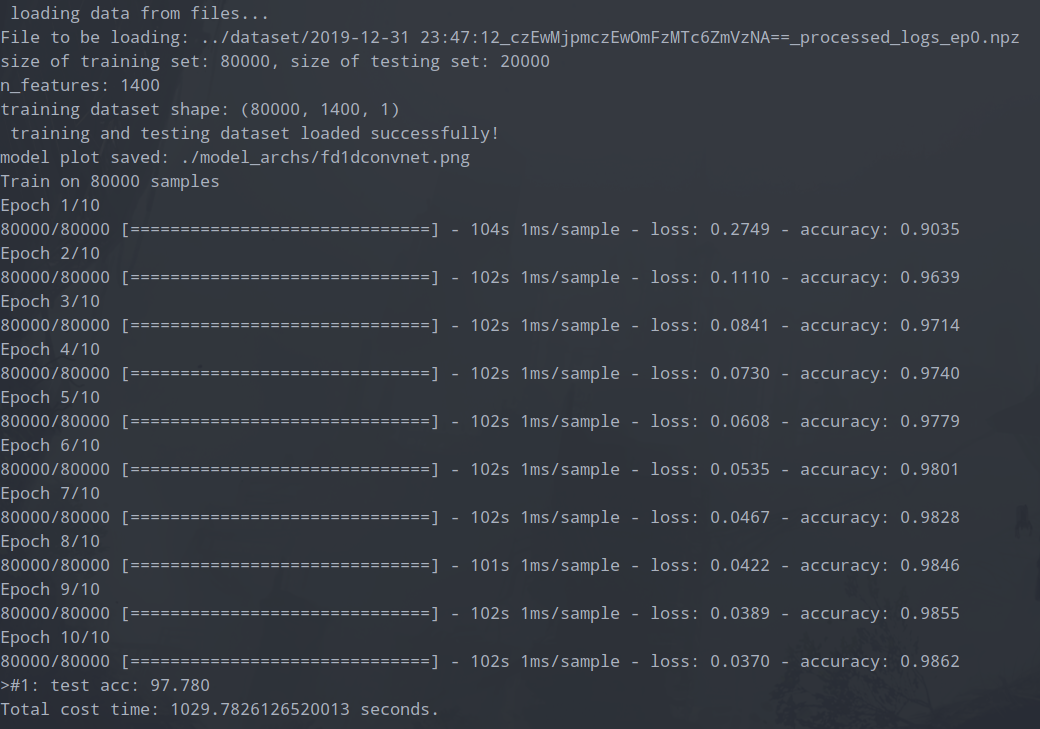 loading data from files...
File to be loading: ../dataset/2019-12-31 23:47:12_czEwMjpmczEwOmFzMTc6ZmVzNA==_processed_logs_ep0.npz
size of training set: 80000, size of testing set: 20000
n_features: 1400
training dataset shape: (80000, 1400, 1)
training and testing dataset loaded successfully!
model plot saved: ./model_archs/fd1dconvnet.png
Train on 80000 samples
Epoch 1/10
80000/80000 [==============================] - 104s 1ms/sample - loss: 0.2749 - accuracy: 0.9035
Epoch 2/10
80000/80000 [==============================] - 102s 1ms/sample - loss: 0.1110 - accuracy: 0.9639
Epoch 3/10
80000/80000 [==============================] - 102s 1ms/sample - loss: 0.0841 - accuracy: 0.9714
Epoch 4/10
80000/80000 [==============================] - 102s 1ms/sample - loss: 0.0730 - accuracy: 0.9740
Epoch 5/10
80000/80000 [==============================] - 102s 1ms/sample - loss: 0.0608 - accuracy: 0.9779
Epoch 6/10
80000/80000 [==============================] - 102s 1ms/sample - loss: 0.0535 - accuracy: 0.9801
Epoch 7/10
80000/80000 [==============================] - 102s 1ms/sample - loss: 0.0467 - accuracy: 0.9828
Epoch 8/10
80000/80000 [==============================] - 101s 1ms/sample - loss: 0.0422 - accuracy: 0.9846
Epoch 9/10
80000/80000 [==============================] - 102s 1ms/sample - loss: 0.0389 - accuracy: 0.9855
Epoch 10/10
80000/80000 [==============================] - 102s 1ms/sample - loss: 0.0370 - accuracy: 0.9862
>#1: test acc: 97.780
Total cost time: 1029.7826126520013 seconds.